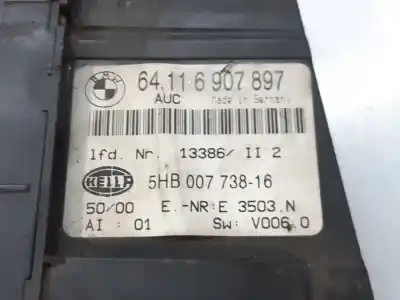 BMW 64.11 6 907 897
AUC Made in Germany
lfd. Nr. 13386/ II 2
HELLA 5HB 007 738-16
50/00 E.-NR:E 3503.N
AI : 01 SW: V006.0